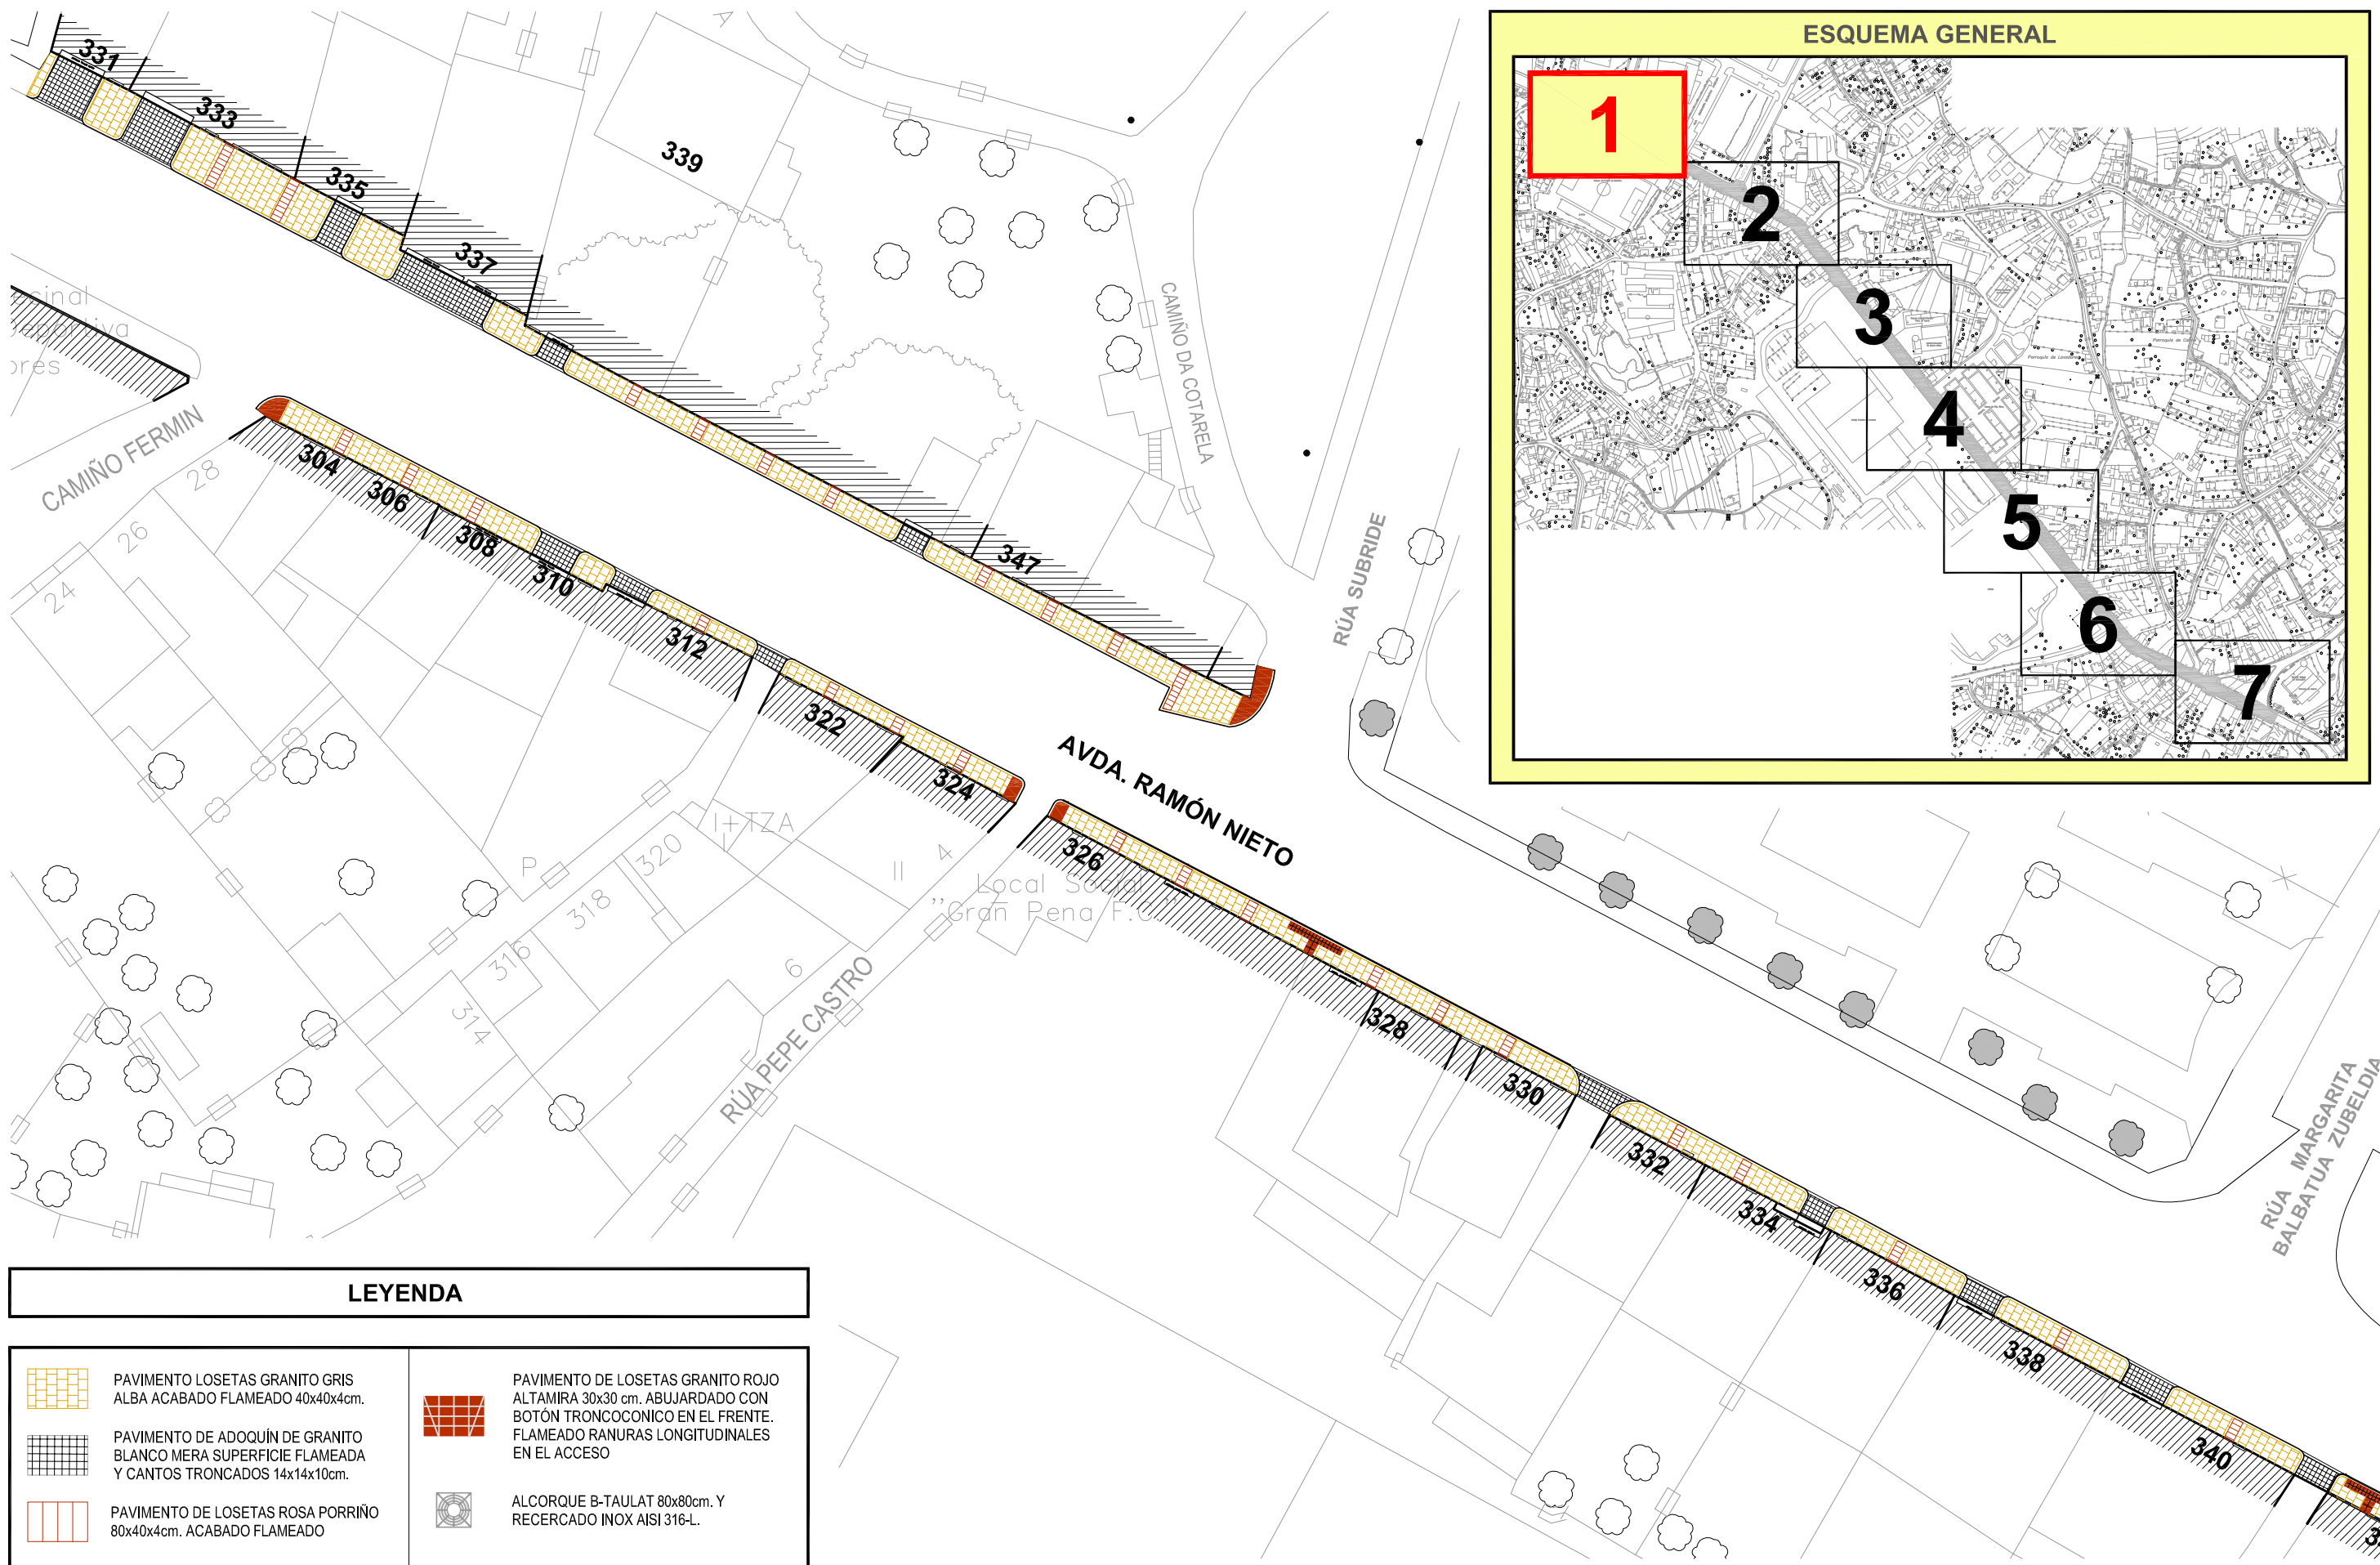 ESQUEMA GENERAL
1
2
3
4
5
6
7
331
333
335
337
339
347
CAMIÑO DA COTARELA
RÚA SUBRIDE
CAMIÑO FERMIN
28
26
24
304
306
308
310
312
322
324
326
328
330
332
334
336
338
340
AVDA. RAMÓN NIETO
I+TZA
P
320
318
316
314
II
4
6
Local Social
"Gran Pena F.C."
RÚA PEPE CASTRO
RÚA MARGARITA
BALBATUA ZUBELDIA
LEYENDA
PAVIMENTO LOSETAS GRANITO GRIS
ALBA ACABADO FLAMEADO 40x40x4cm.
PAVIMENTO DE ADOQUÍN DE GRANITO
BLANCO MERA SUPERFICIE FLAMEADA
Y CANTOS TRONCADOS 14x14x10cm.
PAVIMENTO DE LOSETAS ROSA PORRIÑO
80x40x4cm. ACABADO FLAMEADO
PAVIMENTO DE LOSETAS GRANITO ROJO
ALTAMIRA 30x30 cm. ABUJARDADO CON
BOTÓN TRONCOCONICO EN EL FRENTE.
FLAMEADO RANURAS LONGITUDINALES
EN EL ACCESO
ALCORQUE B-TAULAT 80x80cm. Y
RECERCADO INOX AISI 316-L.